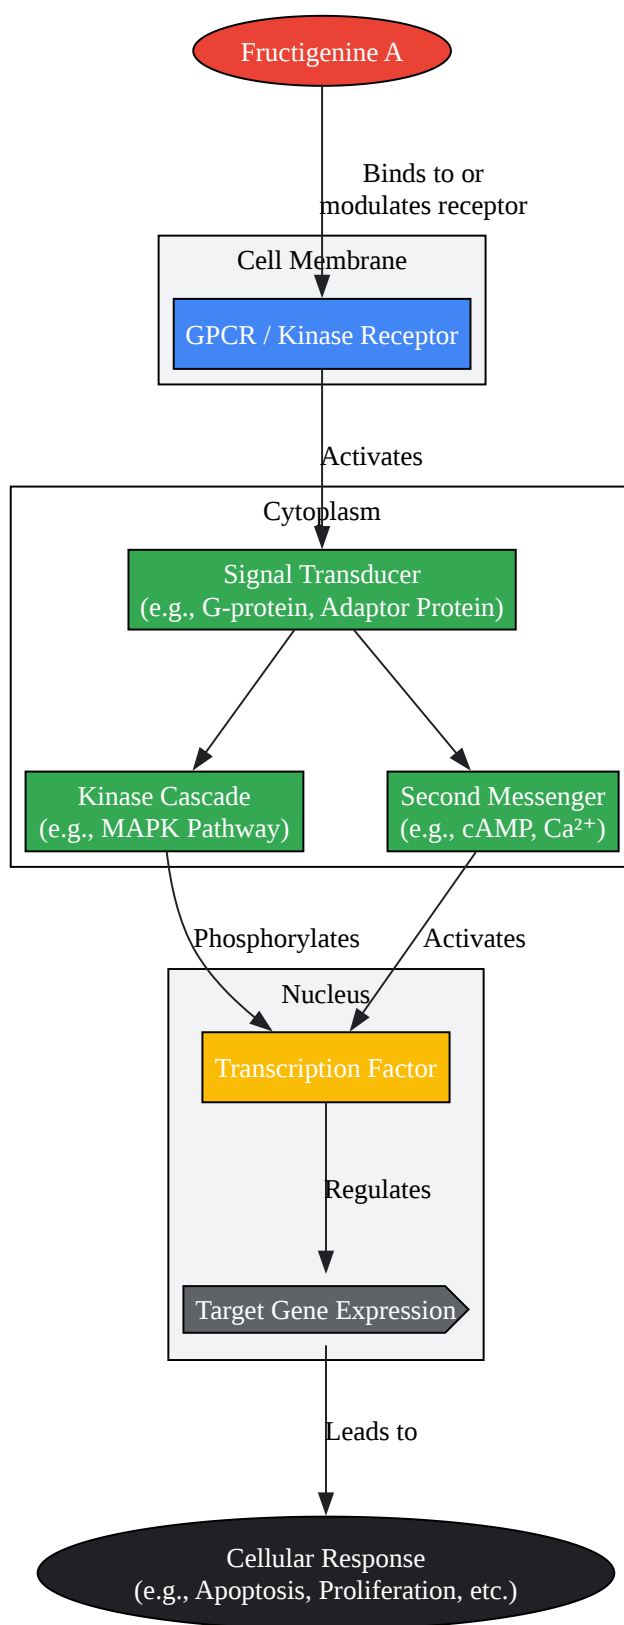 Fructigenine A
Binds to or
modulates receptor
Cell Membrane
GPCR / Kinase Receptor
Activates
Cytoplasm
Signal Transducer
(e.g., G-protein, Adaptor Protein)
Kinase Cascade
(e.g., MAPK Pathway)
Second Messenger
(e.g., cAMP, Ca²⁺)
Phosphorylates
Activates
Nucleus
Transcription Factor
Regulates
Target Gene Expression
Leads to
Cellular Response
(e.g., Apoptosis, Proliferation, etc.)